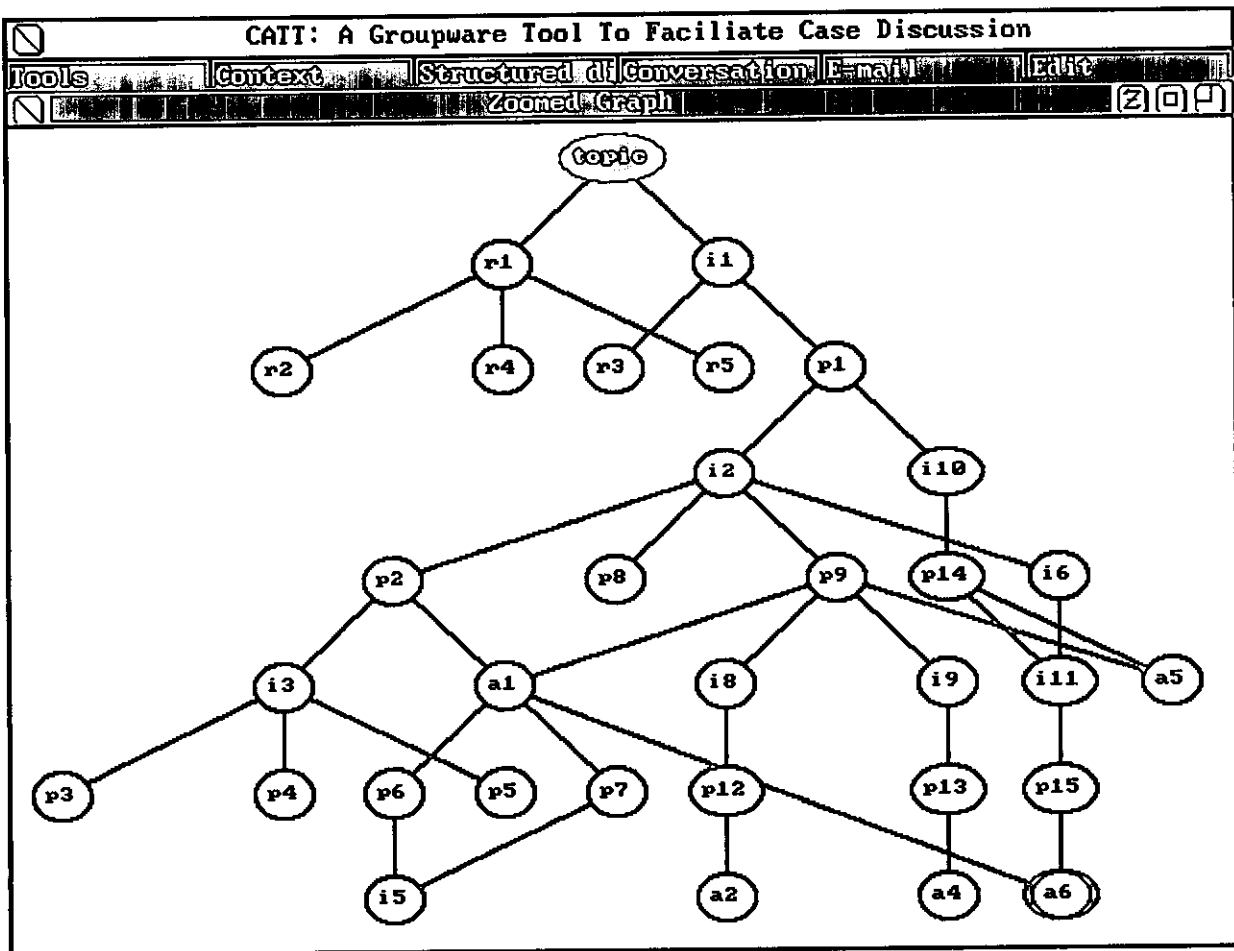 CATT: A Groupware Tool To Faciliate Case Discussion
Tools Context Structured di Conversation E-mail Edit
Zoomed Graph Z
topic
r1 i1
r2 r4 r3 r5 p1
i2 i10
p2 p8 p9 p14 i6
i3 a1 i8 i9 i11 a5
p3 p4 p6 p5 p7 p12 p13 p15
i5 a2 a4 a6